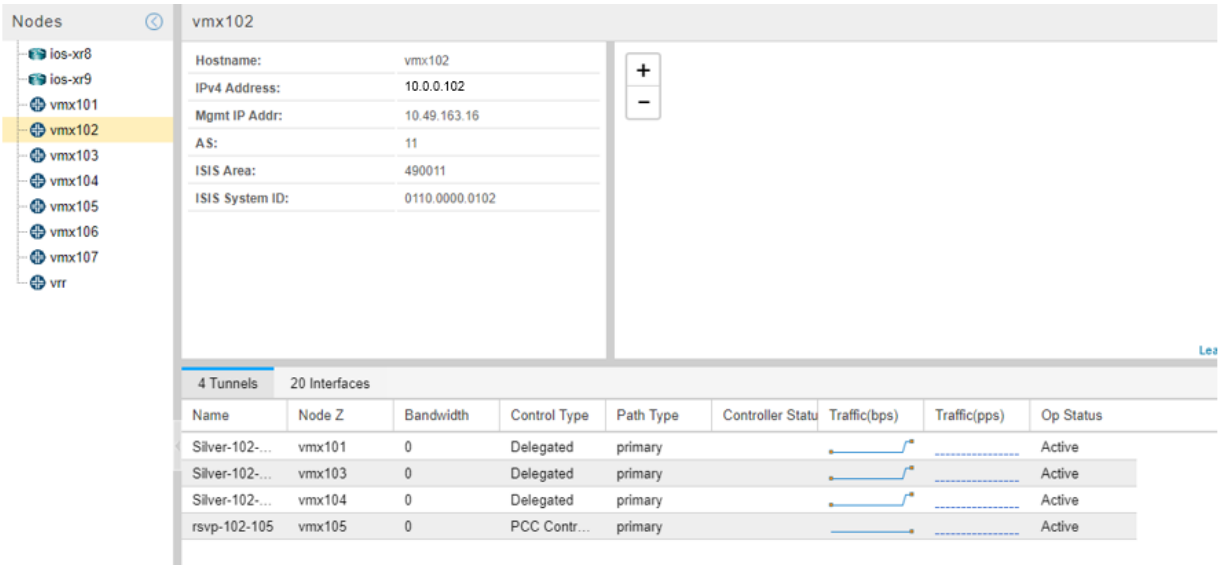 Nodes
ios-xr8
ios-xr9
vmx101
vmx102
vmx103
vmx104
vmx105
vmx106
vmx107
vrr
vmx102
Hostname: vmx102
IPv4 Address: 10.0.0.102
Mgmt IP Addr: 10.49.163.16
AS: 11
ISIS Area: 490011
ISIS System ID: 0110.0000.0102
+
−
Lea
4 Tunnels 20 Interfaces
Name Node Z Bandwidth Control Type Path Type Controller Statu Traffic(bps) Traffic(pps) Op Status
Silver-102-... vmx101 0 Delegated primary Active
Silver-102-... vmx103 0 Delegated primary Active
Silver-102-... vmx104 0 Delegated primary Active
rsvp-102-105 vmx105 0 PCC Contr... primary Active